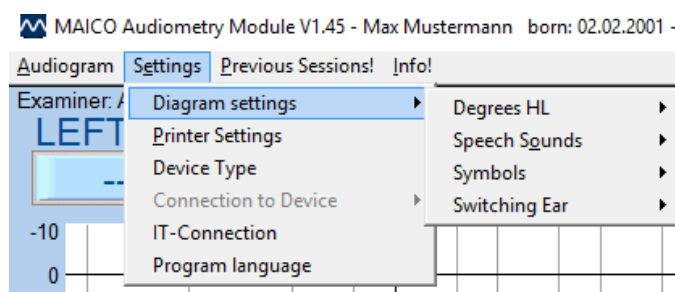 MAICO Audiometry Module V1.45 - Max Mustermann born: 02.02.2001 -
Audiogram Settings Previous Sessions! Info!
Examiner:
LEFT
--
Diagram settings
Printer Settings
Device Type
Connection to Device
IT-Connection
Program language
Degrees HL
Speech Sounds
Symbols
Switching Ear
-10
0